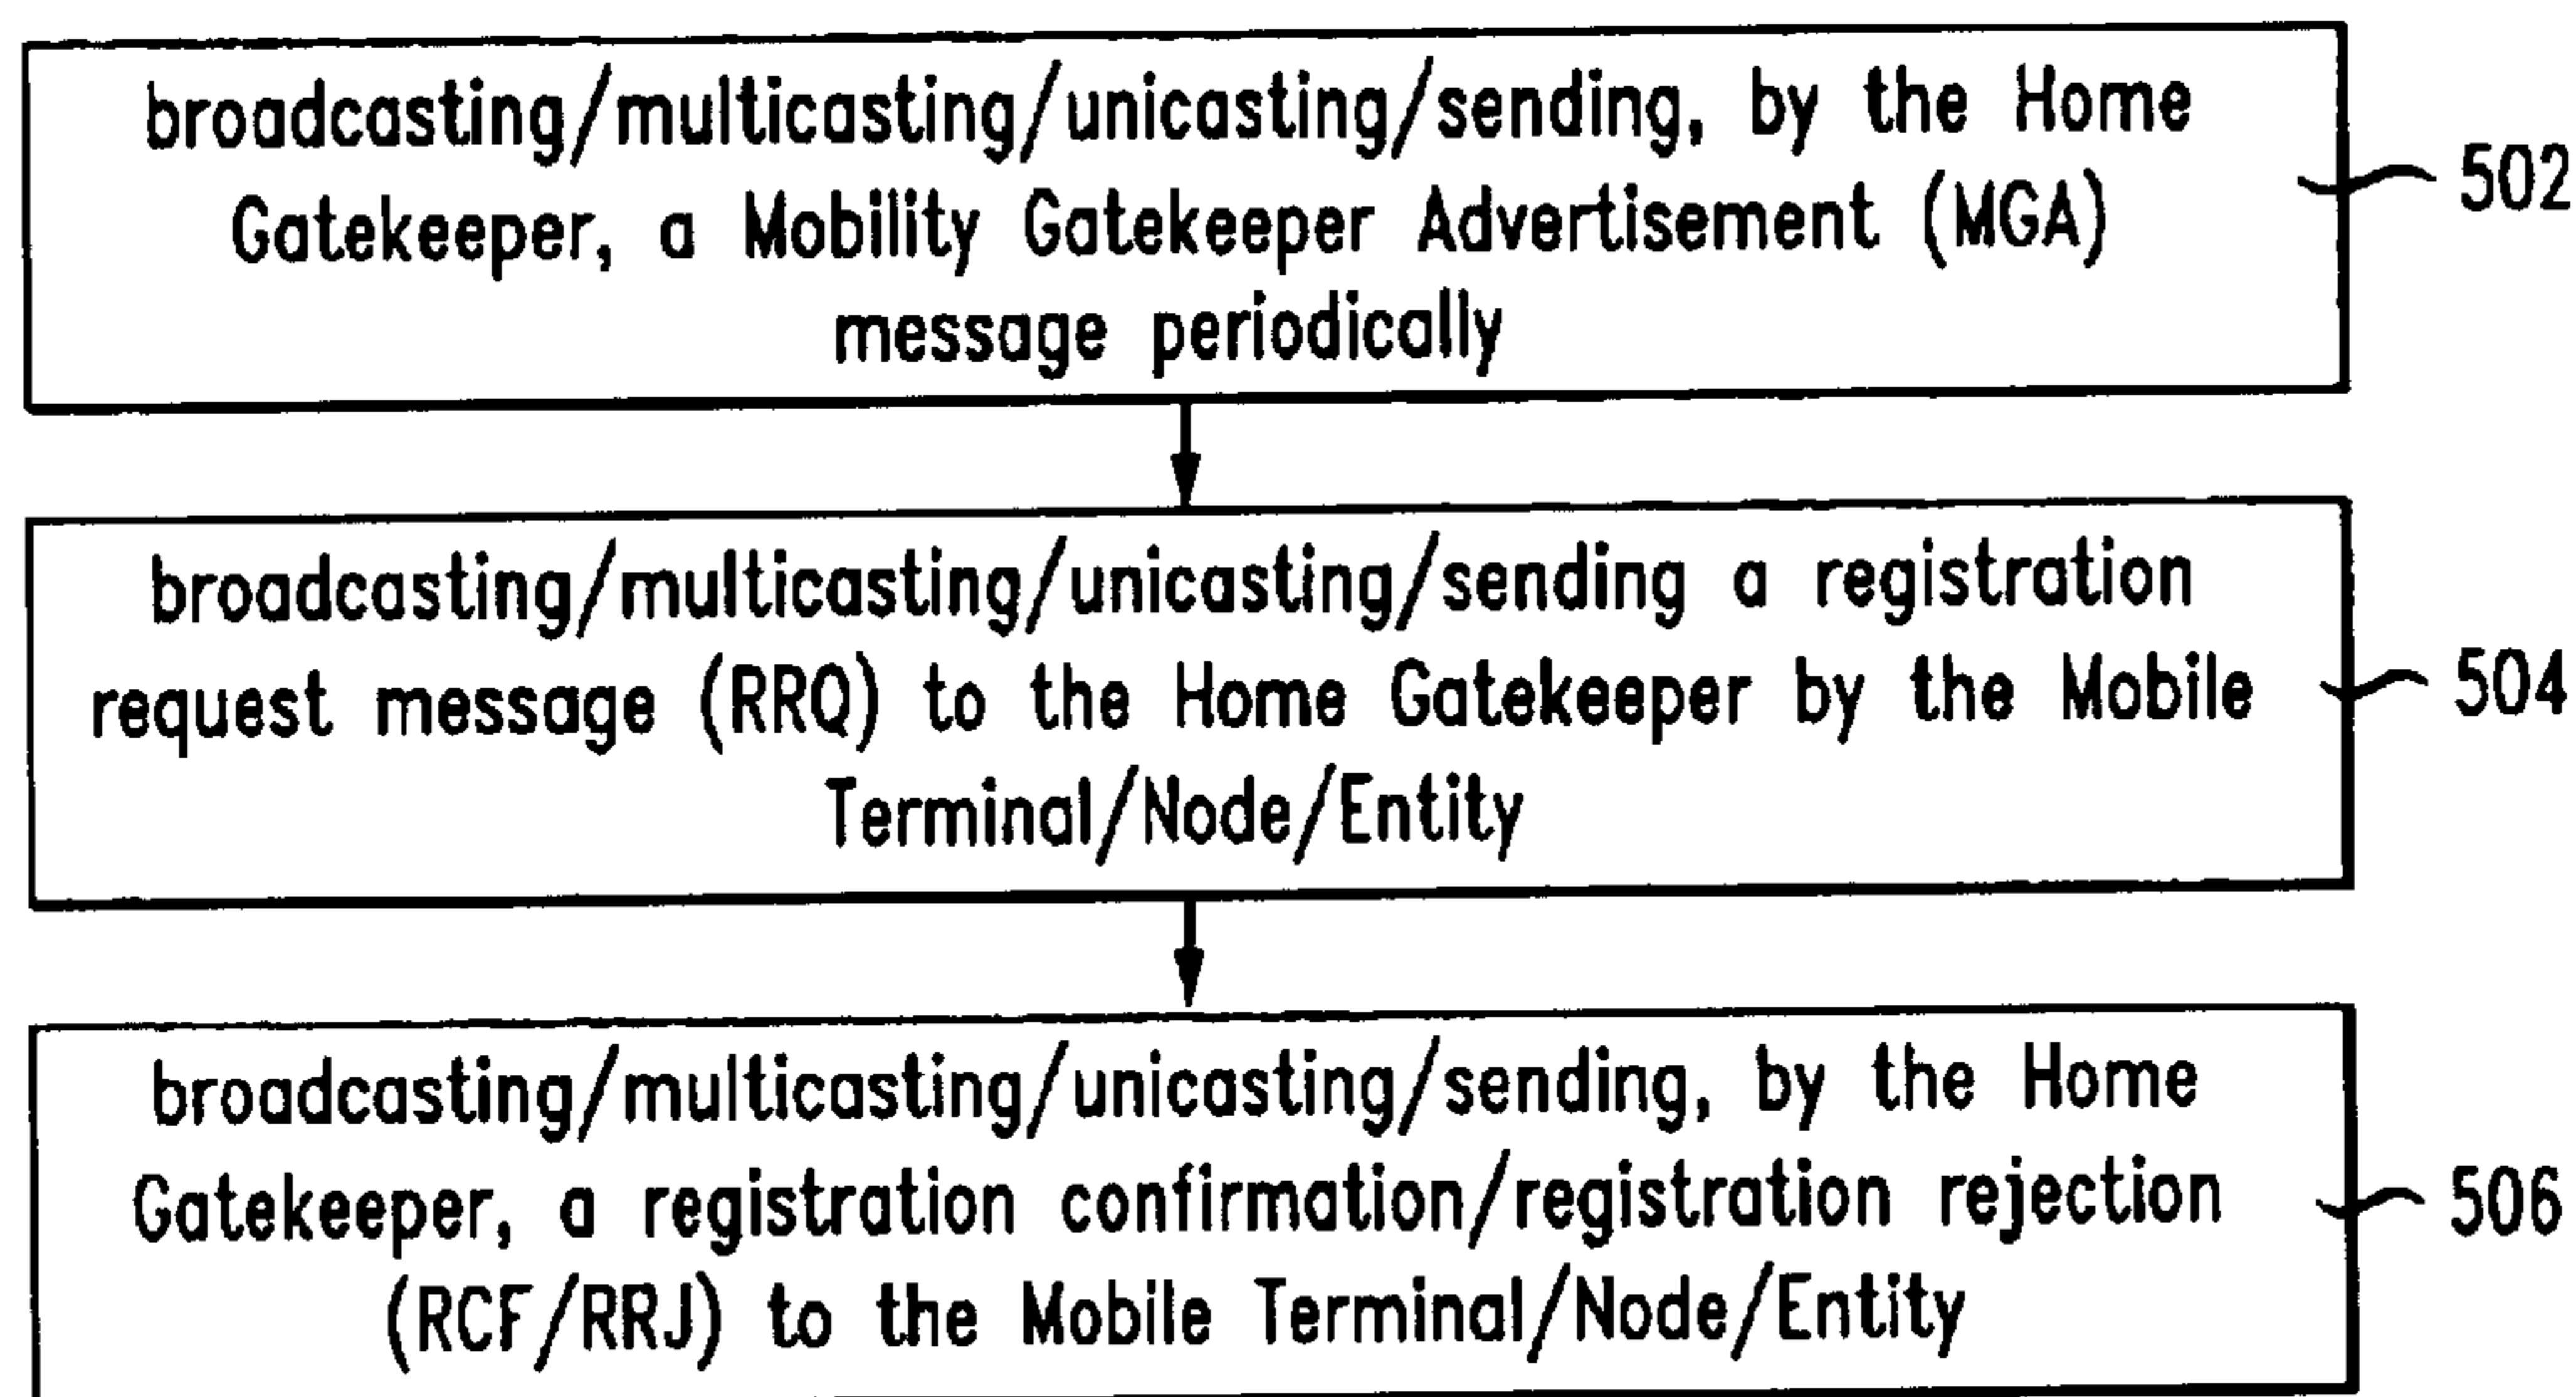 broadcasting/multicasting/unicasting/sending, by the Home
Gatekeeper, a Mobility Gatekeeper Advertisement (MGA)
message periodically
502
broadcasting/multicasting/unicasting/sending a registration
request message (RRQ) to the Home Gatekeeper by the Mobile
Terminal/Node/Entity
504
broadcasting/multicasting/unicasting/sending, by the Home
Gatekeeper, a registration confirmation/registration rejection
(RCF/RRJ) to the Mobile Terminal/Node/Entity
506